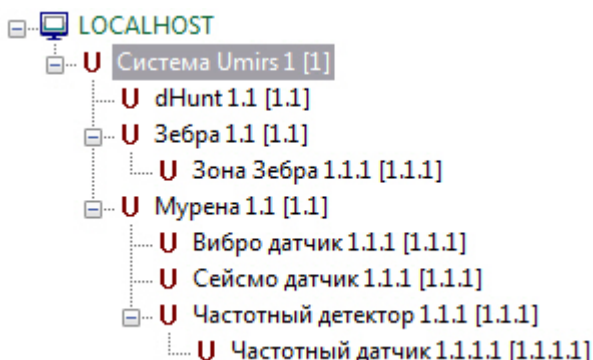 LOCALHOST
U Система Umirs 1 [1]
U dHunt 1.1 [1.1]
U Зебра 1.1 [1.1]
U Зона Зебра 1.1.1 [1.1.1]
U Мурена 1.1 [1.1]
U Вибро датчик 1.1.1 [1.1.1]
U Сейсмо датчик 1.1.1 [1.1.1]
U Частотный детектор 1.1.1 [1.1.1]
U Частотный датчик 1.1.1.1 [1.1.1.1]